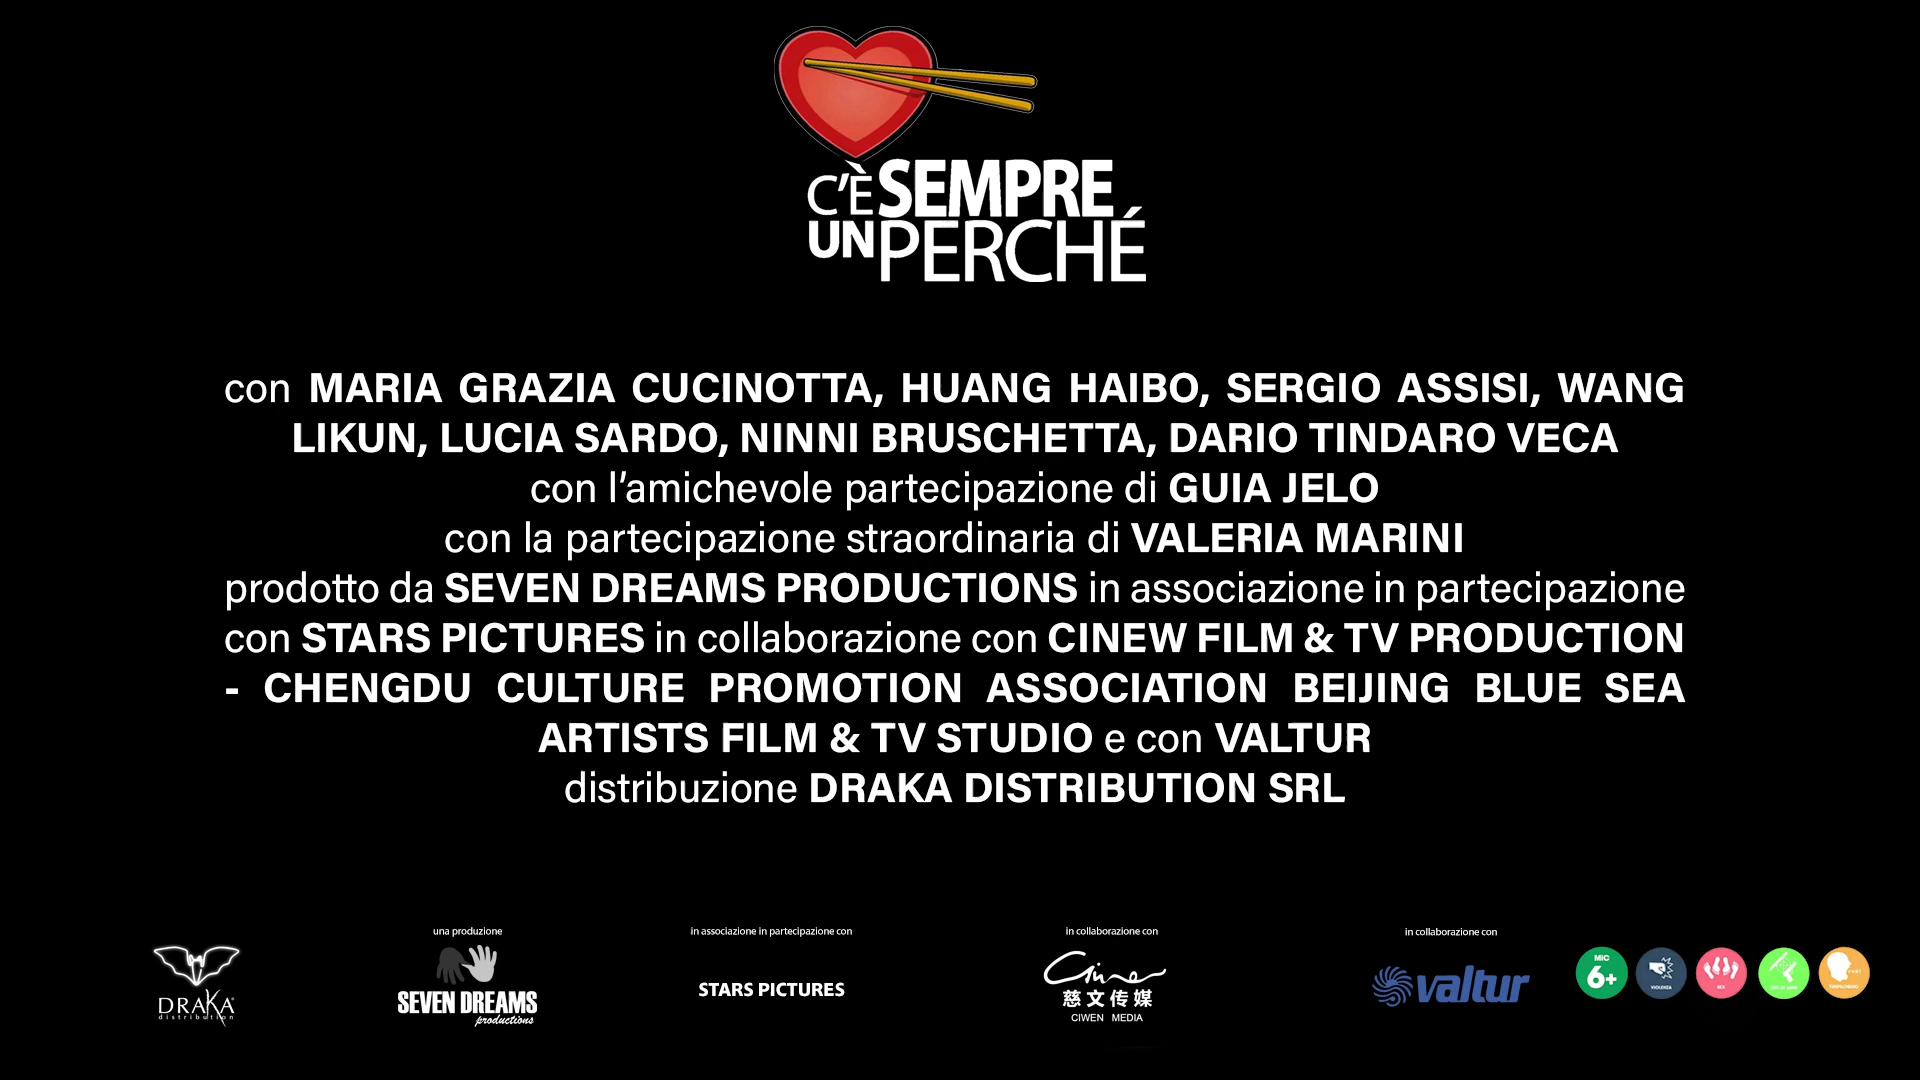 C'È SEMPRE
UN PERCHÉ
con MARIA GRAZIA CUCINOTTA, HUANG HAIBO, SERGIO ASSISI, WANG
LIKUN, LUCIA SARDO, NINNI BRUSCHETTA, DARIO TINDARO VECA
con l'amichevole partecipazione di GUIA JELO
con la partecipazione straordinaria di VALERIA MARINI
prodotto da SEVEN DREAMS PRODUCTIONS in associazione in partecipazione
con STARS PICTURES in collaborazione con CINEW FILM & TV PRODUCTION
- CHENGDU CULTURE PROMOTION ASSOCIATION BEIJING BLUE SEA
ARTISTS FILM & TV STUDIO e con VALTUR
distribuzione DRAKA DISTRIBUTION SRL
DRAKA
distribution
una produzione
SEVEN DREAMS
productions
in associazione in partecipazione con
STARS PICTURES
in collaborazione con
慈文传媒
CIWEN MEDIA
in collaborazione con
valtur
MiC
6+
VIOLENZA
SEX